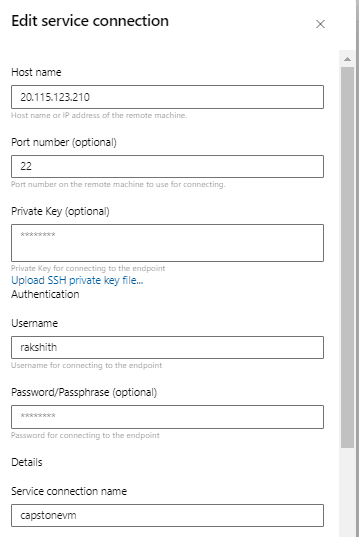 Edit service connection
Host name
20.115.123.210
Host name or IP address of the remote machine.
Port number (optional)
22
Port number on the remote machine to use for connecting.
Private Key (optional)
********
Private Key for connecting to the endpoint
Upload SSH private key file...
Authentication
Username
rakshith
Username for connecting to the endpoint
Password/Passphrase (optional)
********
Password for connecting to the endpoint
Details
Service connection name
capstonevm